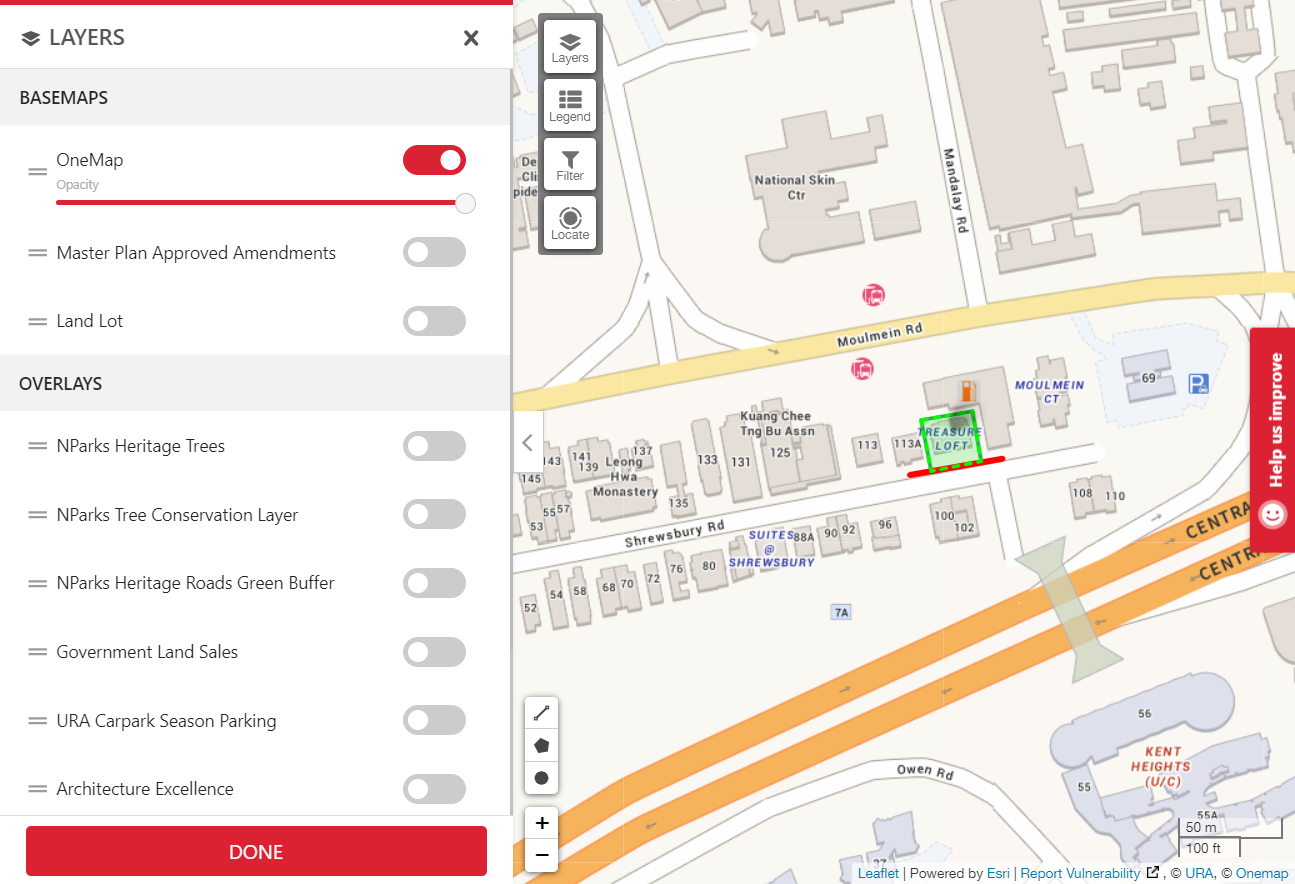 LAYERS
BASEMAPS
OneMap
Opacity
Master Plan Approved Amendments
Land Lot
OVERLAYS
NParks Heritage Trees
NParks Tree Conservation Layer
NParks Heritage Roads Green Buffer
Government Land Sales
URA Carpark Season Parking
Architecture Excellence
DONE
Layers
Legend
Filter
Locate
National Skin
Ctr
Mandalay Rd
Moulmein Rd
MOULMEIN
CT
69
P
Help us improve
Kuang Chee
Tng Bu Assn
TREASURE
LOFT
113
113A
125
131
133
137
141
139
143
145
Leong
Hwa
Monastery
135
55
57
53
Shrewsbury Rd
SUITES
@
SHREWSBURY
88A
90
92
96
100
102
108
110
80
76
72
70
68
58
54
52
7A
CENTRA
CENTRA
56
KENT
HEIGHTS
(U/C)
55
55A
Owen Rd
37
+
−
50 m
100 ft
Leaflet | Powered by Esri | Report Vulnerability , © URA, © Onemap